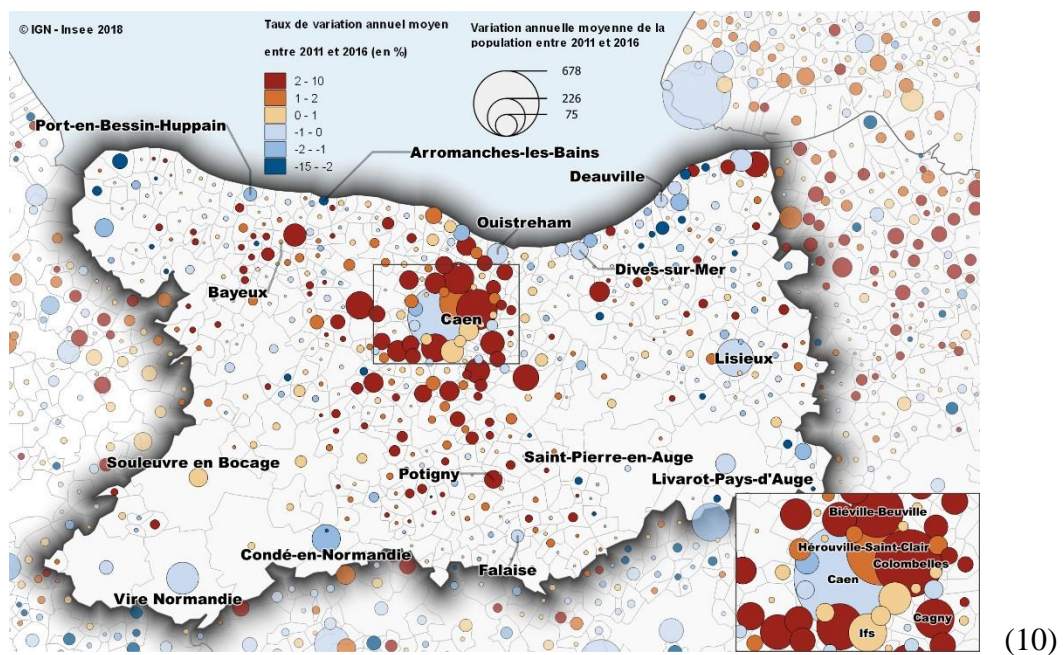 © IGN - Insee 2018
Taux de variation annuel moyen
entre 2011 et 2016 (en %)
2 - 10
1 - 2
0 - 1
-1 - 0
-2 - -1
-15 - -2
Variation annuelle moyenne de la
population entre 2011 et 2016
678
226
75
Port-en-Bessin-Huppain
Arromanches-les-Bains
Deauville
Ouistreham
Dives-sur-Mer
Bayeux
Caen
Lisieux
Souleuvre en Bocage
Saint-Pierre-en-Auge
Potigny
Livarot-Pays-d'Auge
Condé-en-Normandie
Falaise
Vire Normandie
Biéville-Beuville
Hérouville-Saint-Clair
Colombelles
Caen
Cagny
Ifs
(10)